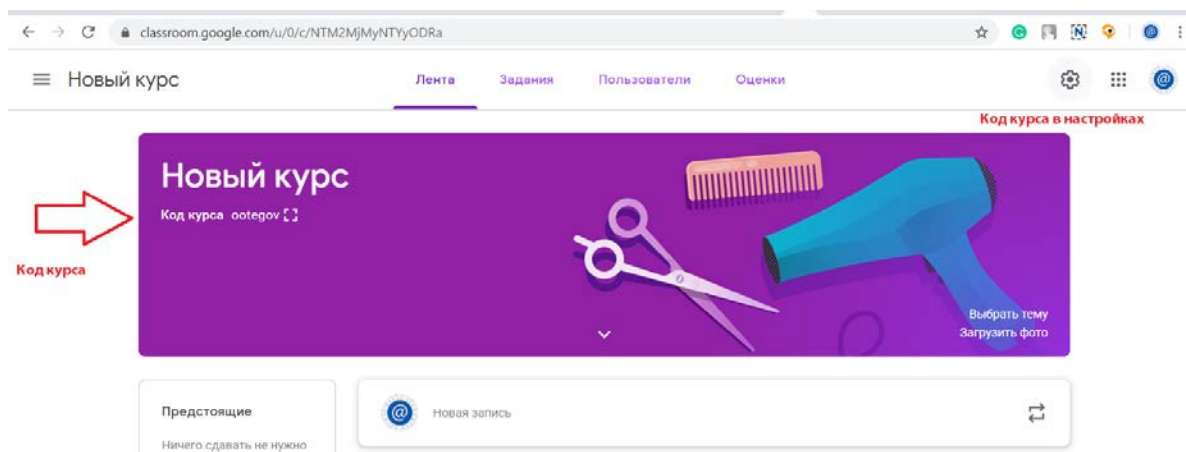 classroom.google.com/u/0/c/NTM2MjMyNTYyODRa
Новый курс
Лента Задания Пользователи Оценки
Код курса в настройках
Новый курс
Код курса ootegov
Код курса
Выбрать тему
Загрузить фото
Предстоящие
Новая запись
Ничего сдавать не нужно